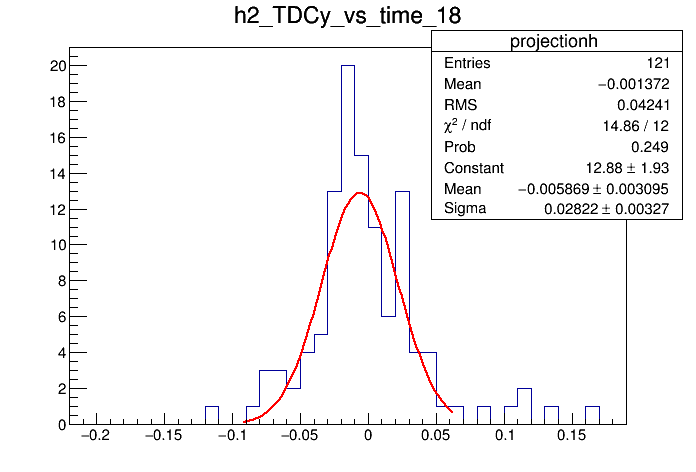 h2_TDCy_vs_time_18
projectionh
Entries 121
Mean −0.001372
RMS 0.04241
χ² / ndf 14.86 / 12
Prob 0.249
Constant 12.88 ± 1.93
Mean −0.005869 ± 0.003095
Sigma 0.02822 ± 0.00327
20
18
16
14
12
10
8
6
4
2
0
−0.2 −0.15 −0.1 −0.05 0 0.05 0.1 0.15